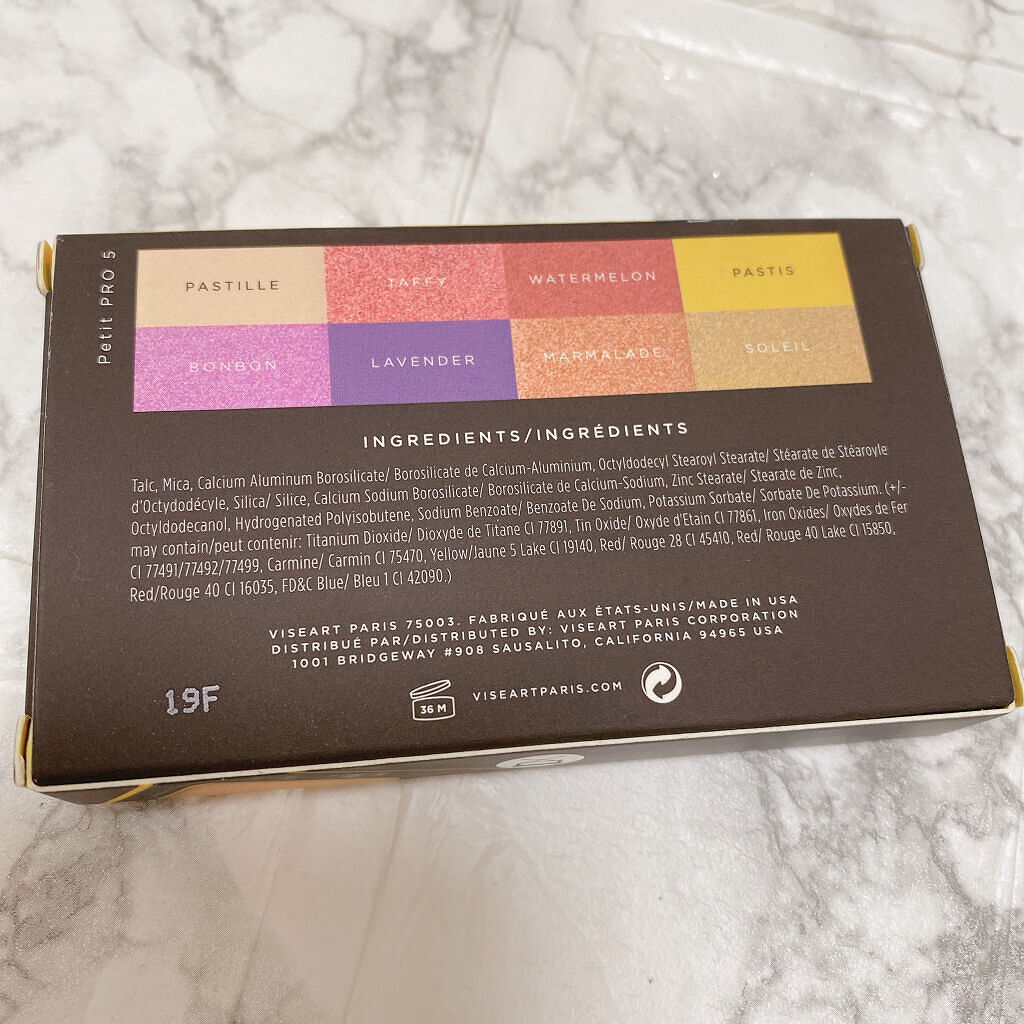 Petit PRO 5
PASTILLE TAFFY WATERMELON PASTIS
BONBON LAVENDER MARMALADE SOLEIL
INGREDIENTS/INGRÉDIENTS
Talc, Mica, Calcium Aluminum Borosilicate/ Borosilicate de Calcium-Aluminium, Octyldodecyl Stearoyl Stearate/ Stéarate de Stéaroyle
d'Octydodécyle, Silica/ Silice, Calcium Sodium Borosilicate/ Borosilicate de Calcium-Sodium, Zinc Stearate/ Stearate de Zinc,
Octyldodecanol, Hydrogenated Polyisobutene, Sodium Benzoate/ Benzoate De Sodium, Potassium Sorbate/ Sorbate De Potassium. (+/-
may contain/peut contenir: Titanium Dioxide/ Dioxyde de Titane CI 77891, Tin Oxide/ Oxyde d'Etain CI 77861, Iron Oxides/ Oxydes de Fer
CI 77491/77492/77499, Carmine/ Carmin CI 75470, Yellow/Jaune 5 Lake CI 19140, Red/ Rouge 28 CI 45410, Red/ Rouge 40 Lake CI 15850,
Red/Rouge 40 CI 16035, FD&C Blue/ Bleu 1 CI 42090.)
VISEART PARIS 75003. FABRIQUÉ AUX ÉTATS-UNIS/MADE IN USA
DISTRIBUÉ PAR/DISTRIBUTED BY: VISEART PARIS CORPORATION
1001 BRIDGEWAY #908 SAUSALITO, CALIFORNIA 94965 USA
19F
36 M
VISEARTPARIS.COM